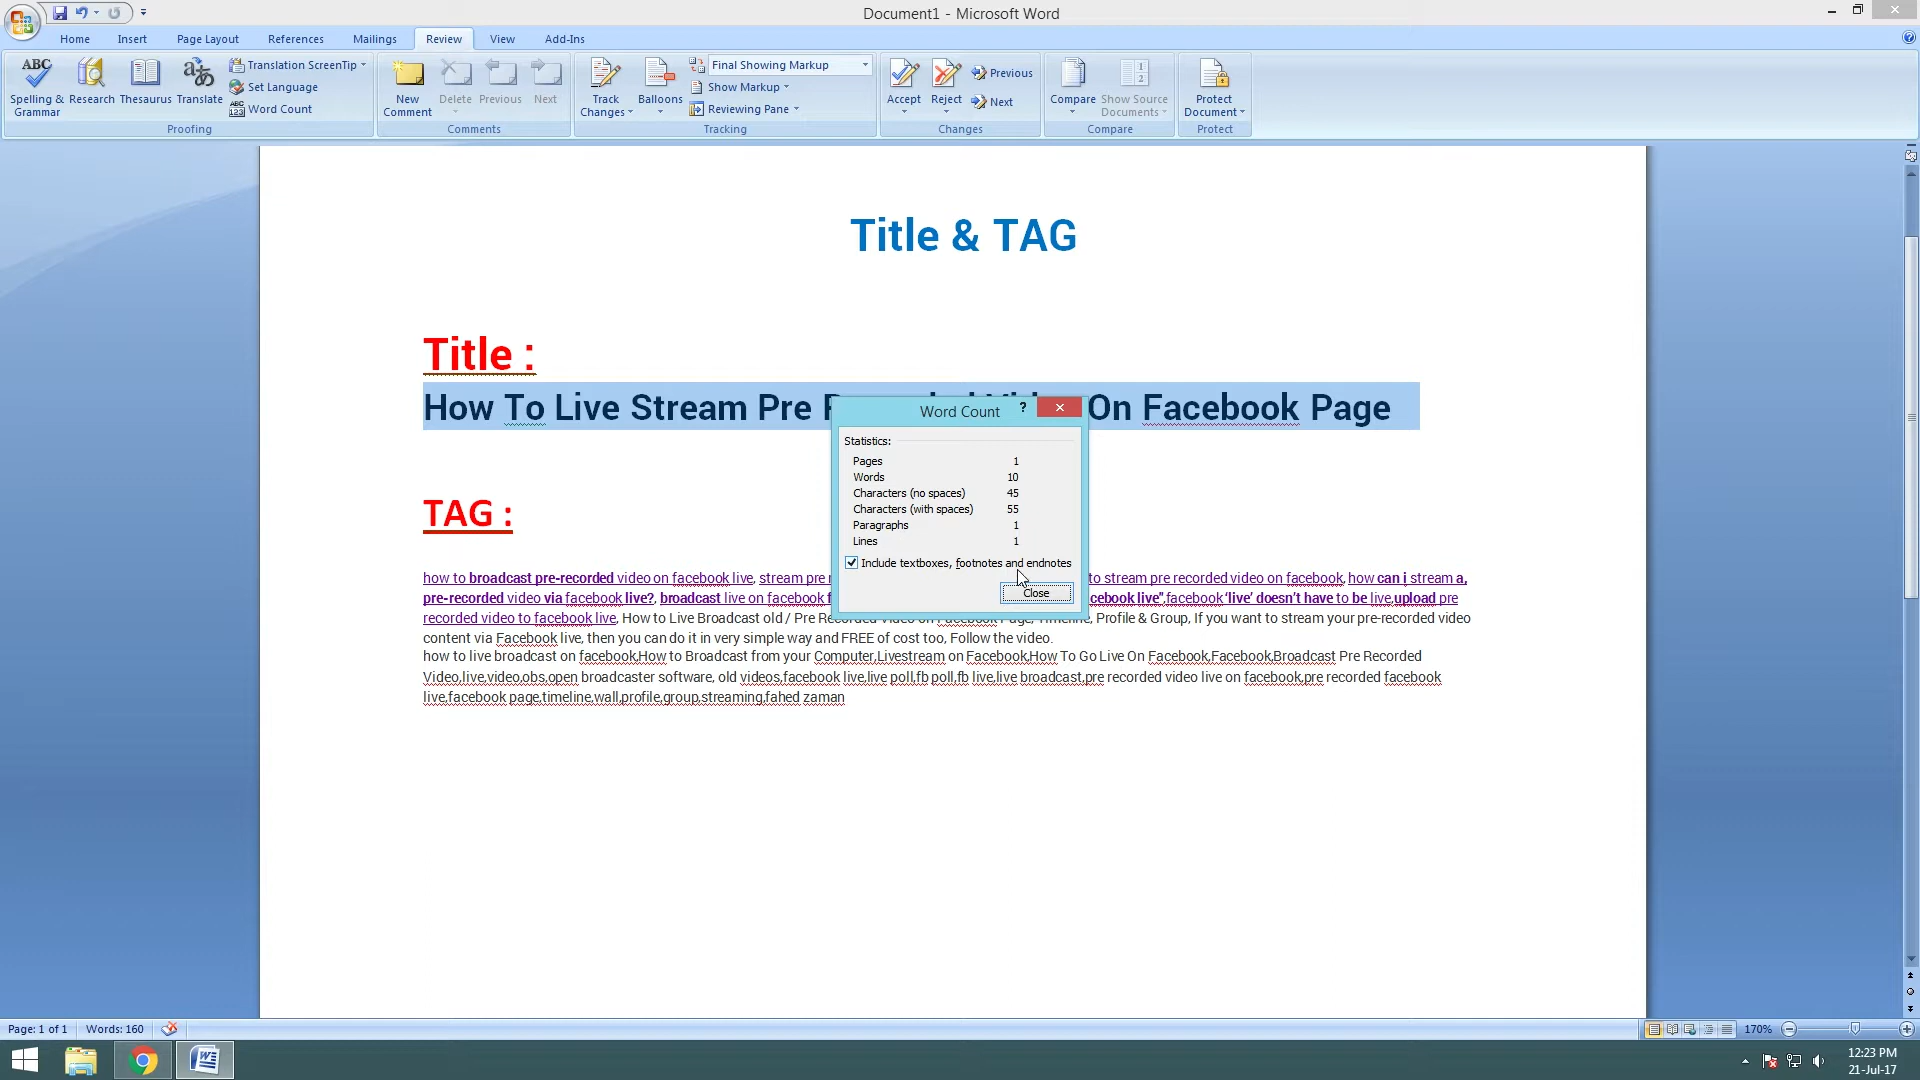 Document1 - Microsoft Word
Home Insert Page Layout References Mailings Review View Add-Ins
Spelling & Grammar Research Thesaurus Translate
Translation ScreenTip
Set Language
Word Count
Proofing
New Comment Delete Previous Next
Comments
Track Changes Balloons
Final Showing Markup
Show Markup
Reviewing Pane
Tracking
Accept Reject
Previous
Next
Changes
Compare Show Source Documents
Compare
Protect Document
Protect
Title & TAG
Title :
How To Live Stream Pre On Facebook Page
TAG :
Word Count
Statistics:
Pages 1
Words 10
Characters (no spaces) 45
Characters (with spaces) 55
Paragraphs 1
Lines 1
Include textboxes, footnotes and endnotes
Close
how to broadcast pre-recorded video on facebook live, stream pre to stream pre recorded video on facebook, how can i stream a,
pre-recorded video via facebook live?, broadcast live on facebook cebook live",facebook 'live' doesn't have to be live,upload pre
recorded video to facebook live, How to Live Broadcast old / Pre Recorded Video on Facebook Page, Timeline, Profile & Group, If you want to stream your pre-recorded video
content via Facebook live, then you can do it in very simple way and FREE of cost too, Follow the video.
how to live broadcast on facebook,How to Broadcast from your Computer,Livestream on Facebook,How To Go Live On Facebook,Facebook,Broadcast Pre Recorded
Video,live,video,obs,open broadcaster software, old videos,facebook live,live poll,fb poll,fb live,live broadcast,pre recorded video live on facebook,pre recorded facebook
live,facebook page,timeline,wall,profile,group,streaming,fahed zaman
Page: 1 of 1 Words: 160 170%
12:23 PM
21-Jul-17